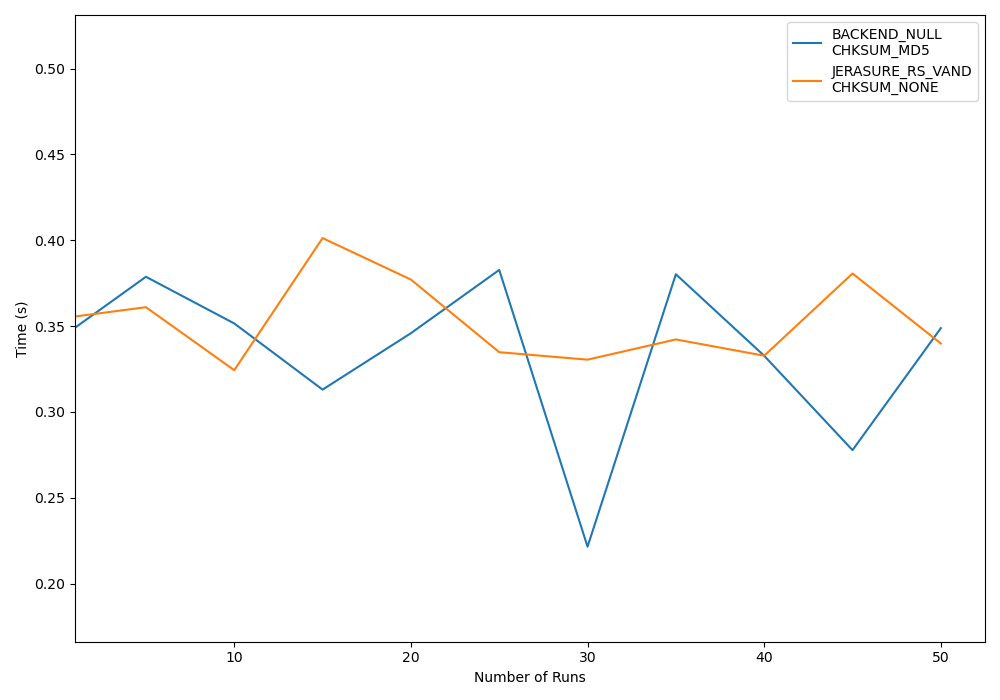 BACKEND_NULL
CHKSUM_MD5
JERASURE_RS_VAND
CHKSUM_NONE
0.50
0.45
0.40
0.35
0.30
0.25
0.20
Time (s)
10
20
30
40
50
Number of Runs